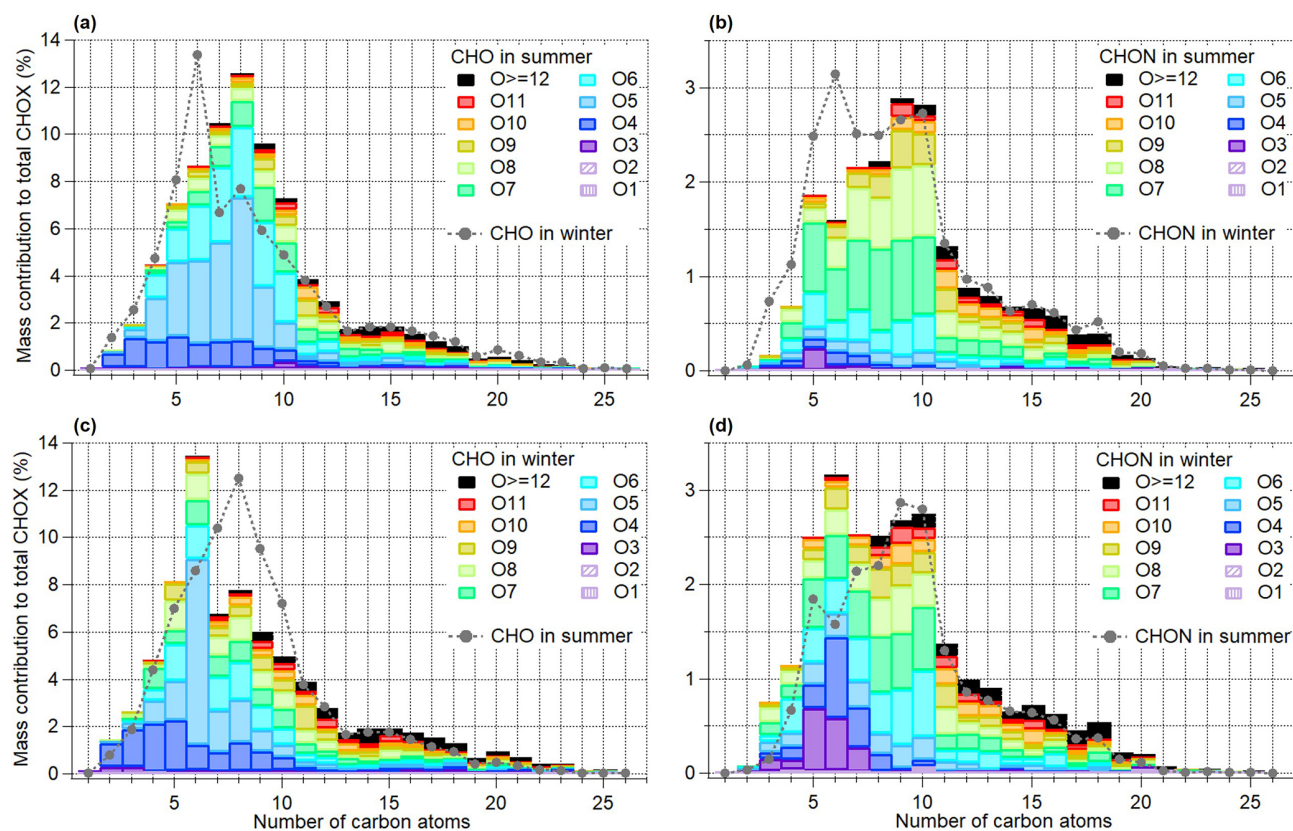 (a)
14
12
10
8
6
4
2
0
Mass contribution to total CHOX (%)
CHO in summer
O>=12 O6
O11 O5
O10 O4
O9 O3
O8 O2
O7 O1
CHO in winter
5 10 15 20 25
(b)
3
2
1
0
CHON in summer
O>=12 O6
O11 O5
O10 O4
O9 O3
O8 O2
O7 O1
CHON in winter
5 10 15 20 25
(c)
14
12
10
8
6
4
2
0
Mass contribution to total CHOX (%)
CHO in winter
O>=12 O6
O11 O5
O10 O4
O9 O3
O8 O2
O7 O1
CHO in summer
5 10 15 20 25
Number of carbon atoms
(d)
3
2
1
0
CHON in winter
O>=12 O6
O11 O5
O10 O4
O9 O3
O8 O2
O7 O1
CHON in summer
5 10 15 20 25
Number of carbon atoms